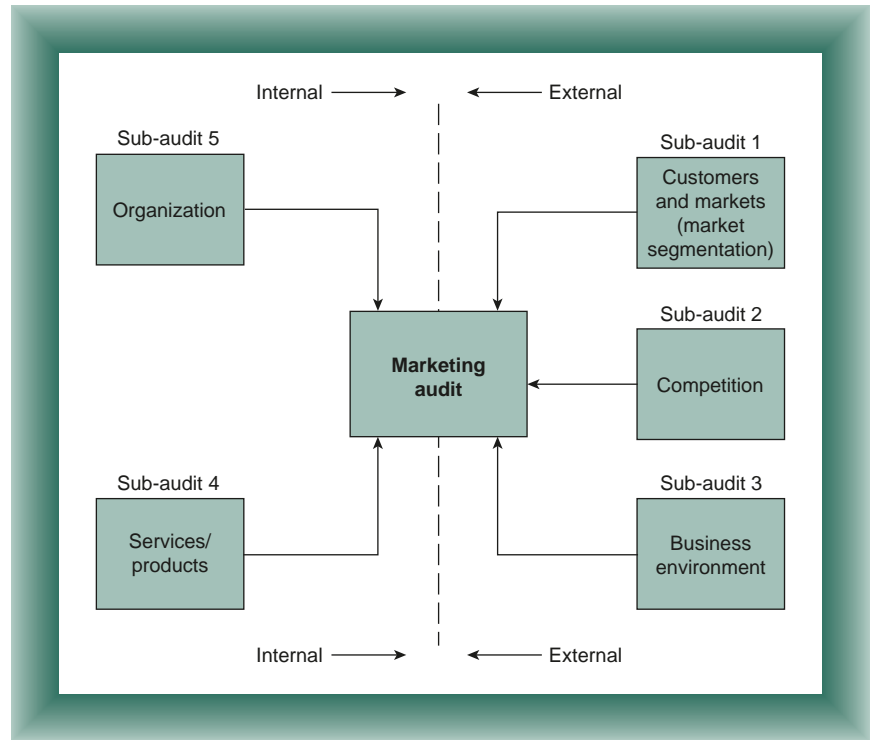 Internal
External
Sub-audit 5
Organization
Sub-audit 1
Customers
and markets
(market
segmentation)
Sub-audit 2
Competition
Marketing
audit
Sub-audit 4
Services/
products
Sub-audit 3
Business
environment
Internal
External